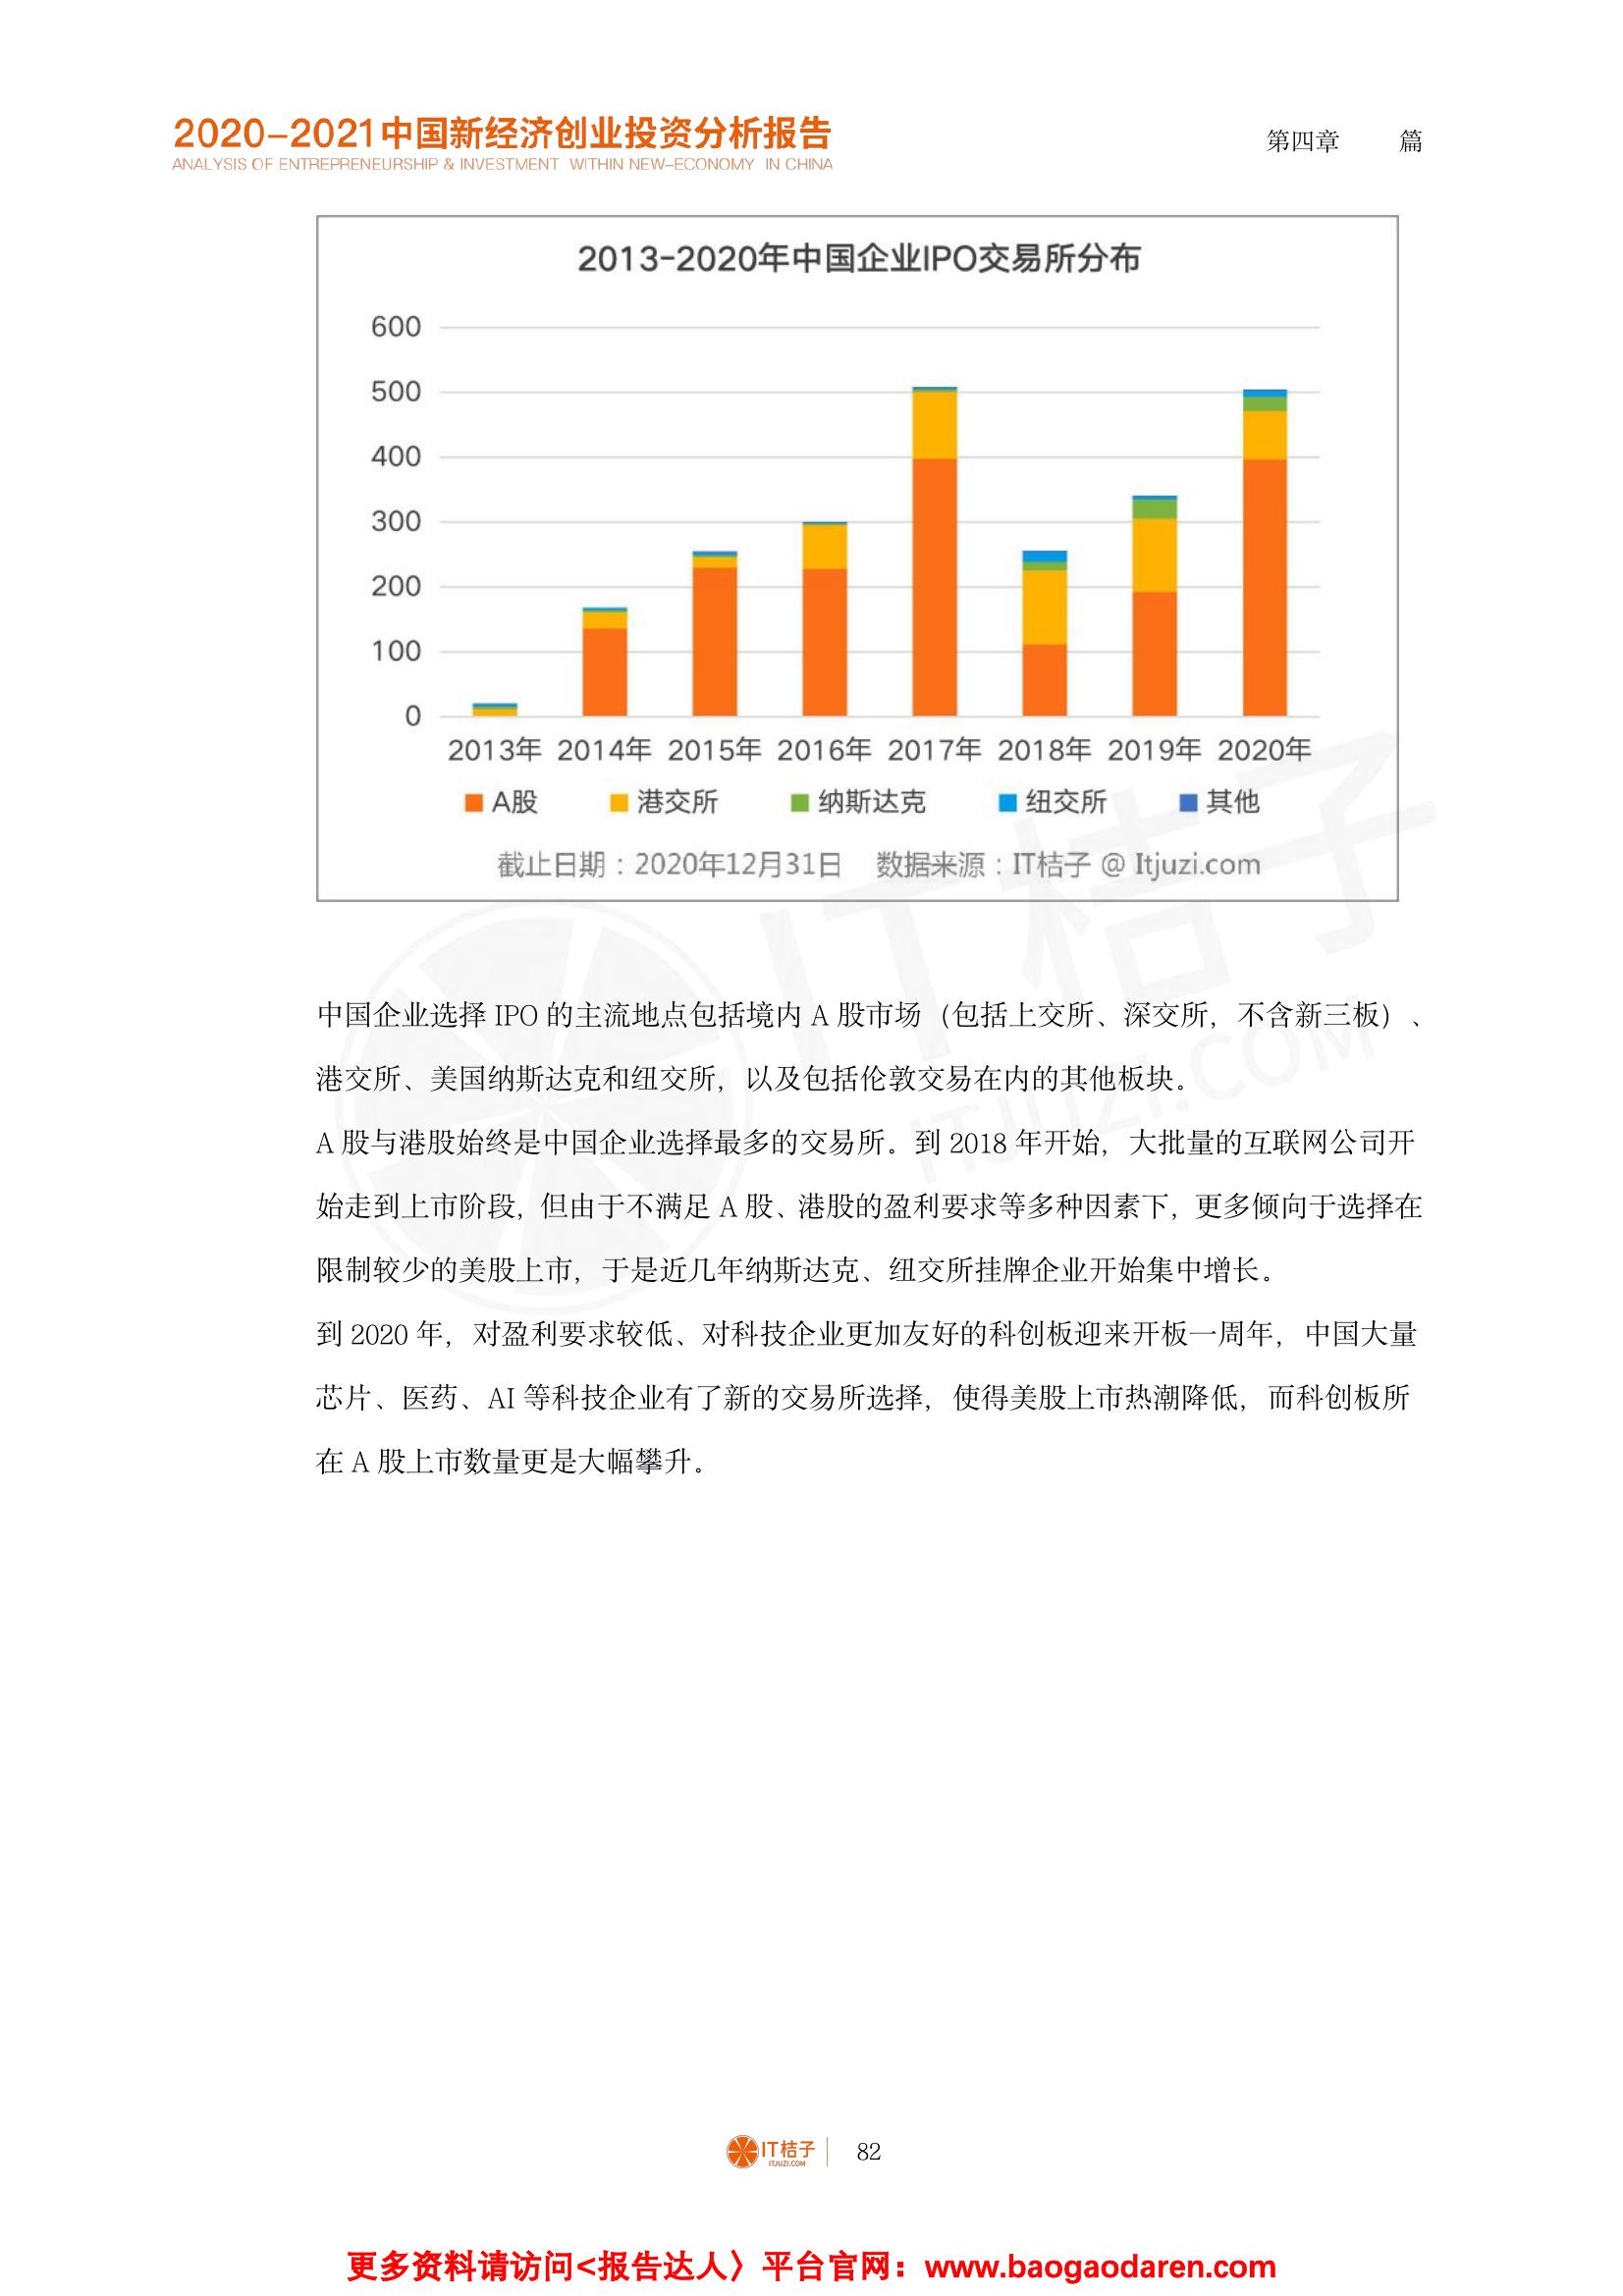 2020-2021中国新经济创业投资分析报告
ANALYSIS OF ENTREPRENEURSHIP & INVESTMENT WITHIN NEW-ECONOMY IN CHINA
第四章 篇
2013-2020年中国企业IPO交易所分布
600
500
400
300
200
100
0
2013年 2014年 2015年 2016年 2017年 2018年 2019年 2020年
A股 港交所 纳斯达克 纽交所 其他
截止日期：2020年12月31日 数据来源：IT桔子 @ Itjuzi.com
IT桔子
ITJUZI.COM
中国企业选择 IPO 的主流地点包括境内 A 股市场（包括上交所、深交所，不含新三板）、
港交所、美国纳斯达克和纽交所，以及包括伦敦交易在内的其他板块。
A 股与港股始终是中国企业选择最多的交易所。到 2018 年开始，大批量的互联网公司开
始走到上市阶段，但由于不满足 A 股、港股的盈利要求等多种因素下，更多倾向于选择在
限制较少的美股上市，于是近几年纳斯达克、纽交所挂牌企业开始集中增长。
到 2020 年，对盈利要求较低、对科技企业更加友好的科创板迎来开板一周年，中国大量
芯片、医药、AI 等科技企业有了新的交易所选择，使得美股上市热潮降低，而科创板所
在 A 股上市数量更是大幅攀升。
IT桔子
ITJUZI.COM
82
更多资料请访问<报告达人〉平台官网：www.baogaodaren.com